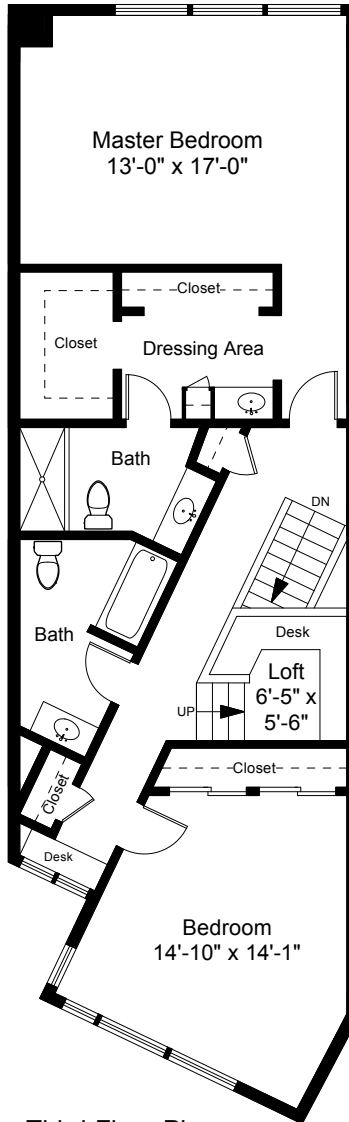 Master Bedroom
13'-0" x 17'-0"
Closet
Closet
Dressing Area
Bath
DN
Desk
Bath
Loft
6'-5" x
5'-6"
UP
Closet
Closet
Desk
Bedroom
14'-10" x 14'-1"
Third Floor Plan